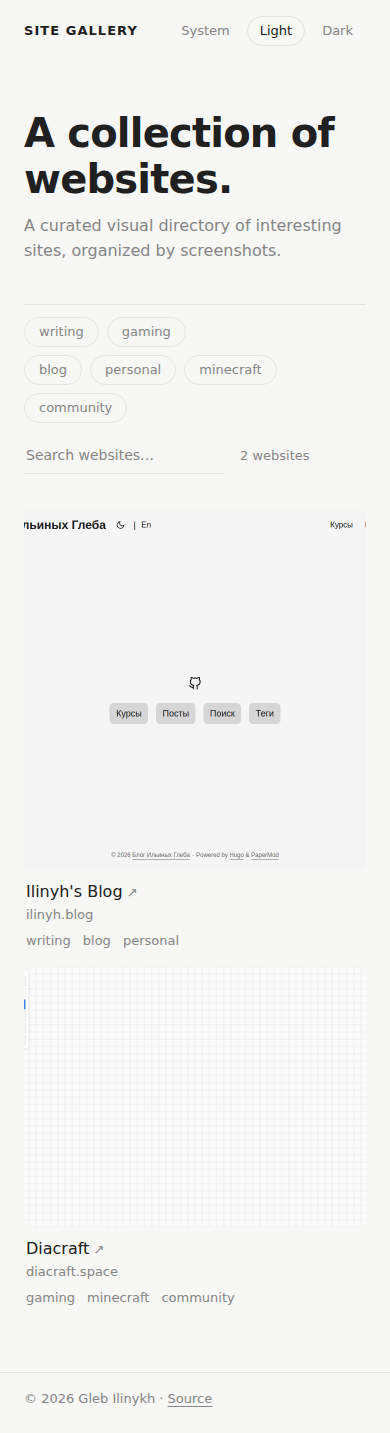 SITE GALLERY System Light Dark
A collection of
websites.
A curated visual directory of interesting
sites, organized by screenshots.
writing gaming
blog personal minecraft
community
Search websites... 2 websites
льиных Глеба | En Курсы
Курсы Посты Поиск Теги
© 2026 Блог Ильиных Глеба · Powered by Hugo & PaperMod
Ilinyh's Blog ↗
ilinyh.blog
writing blog personal
Diacraft ↗
diacraft.space
gaming minecraft community
© 2026 Gleb Ilinykh · Source